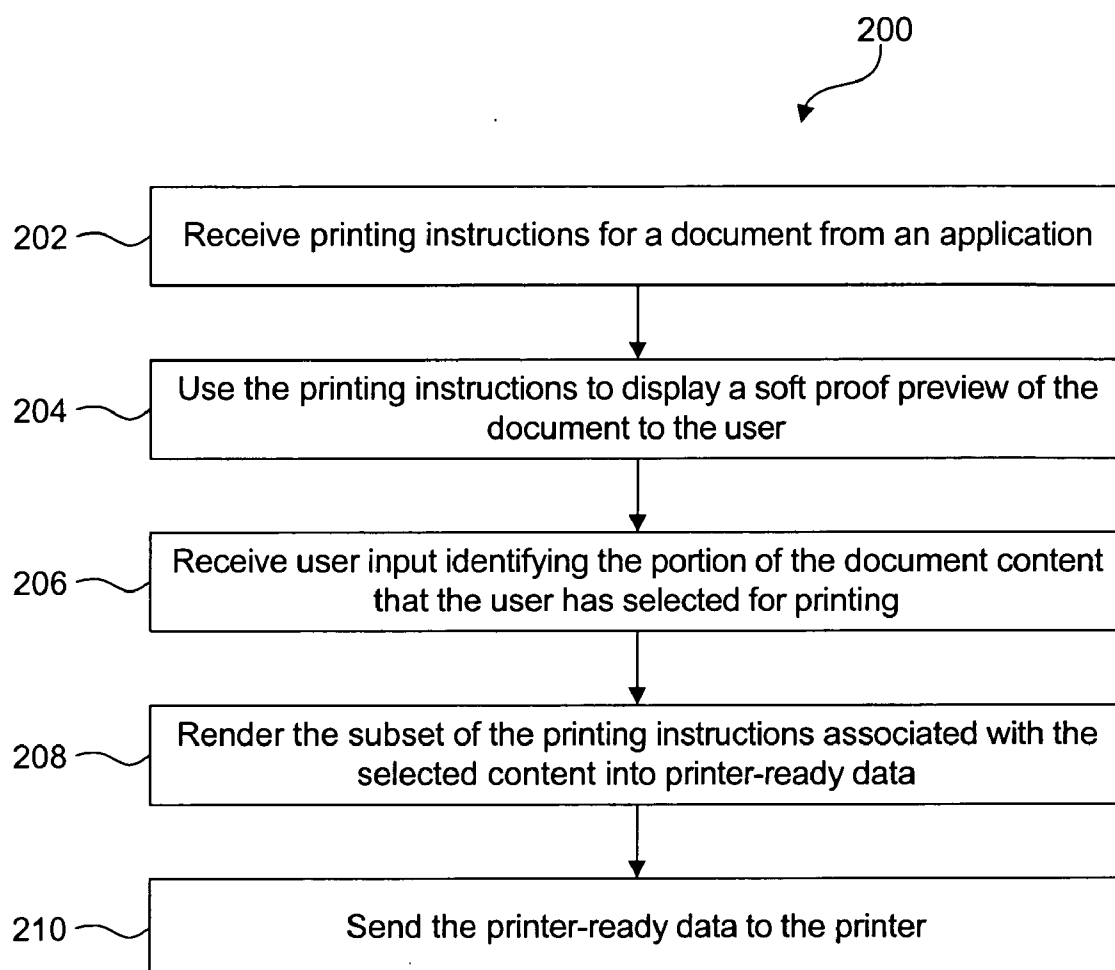 200
202
Receive printing instructions for a document from an application
204
Use the printing instructions to display a soft proof preview of the
document to the user
206
Receive user input identifying the portion of the document content
that the user has selected for printing
208
Render the subset of the printing instructions associated with the
selected content into printer-ready data
210
Send the printer-ready data to the printer